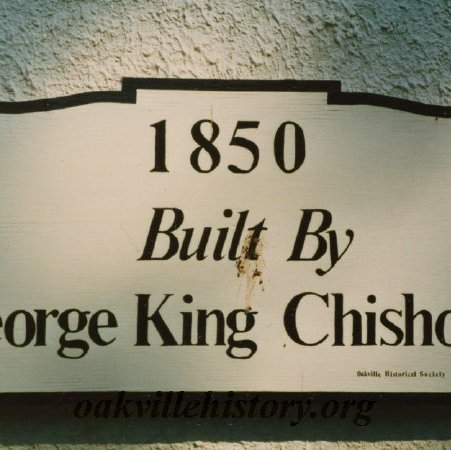 1850
Built By
eorge King Chisho
Oakville Historical Society
oakvillehistory.org